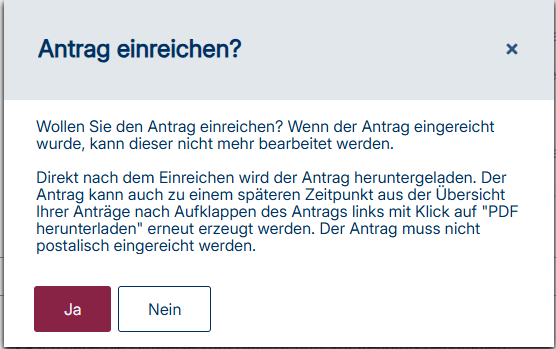 Antrag einreichen?
×
Wollen Sie den Antrag einreichen? Wenn der Antrag eingereicht
wurde, kann dieser nicht mehr bearbeitet werden.
Direkt nach dem Einreichen wird der Antrag heruntergeladen. Der
Antrag kann auch zu einem späteren Zeitpunkt aus der Übersicht
Ihrer Anträge nach Aufklappen des Antrags links mit Klick auf "PDF
herunterladen" erneut erzeugt werden. Der Antrag muss nicht
postalisch eingereicht werden.
Ja
Nein